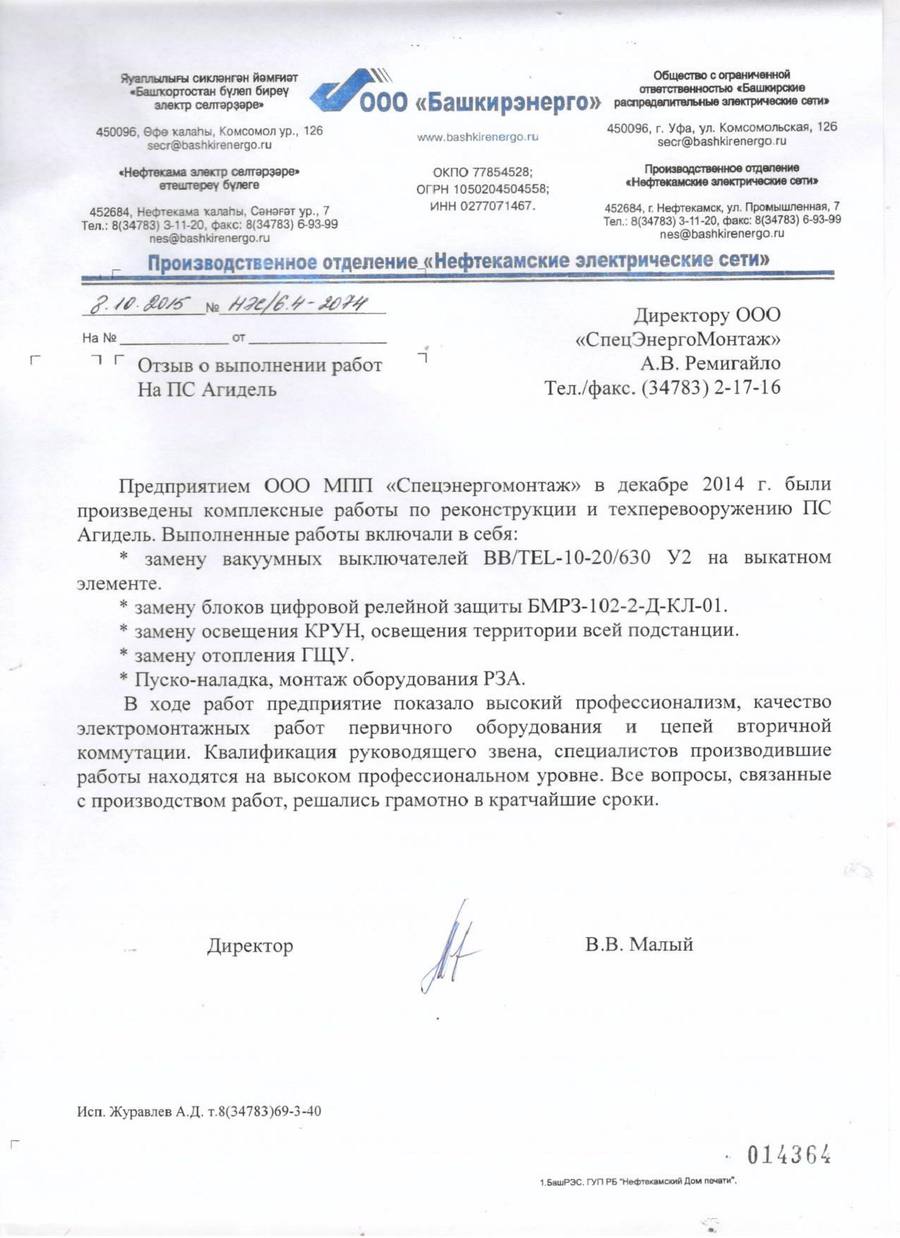 Яуаплылығы сикләнгән йәмғиәт
«Башҡортостан бүлеп биреү
электр селтәрҙәре»
450096, Өфө ҡалаһы, Комсомол ур., 126
secr@bashkirenergo.ru
«Нефтекама электр селтәрҙәре»
етештереү бүлеге
452684, Нефтекама ҡалаһы, Сәнәғәт ур., 7
Тел.: 8(34783) 3-11-20, факс: 8(34783) 6-93-99
nes@bashkirenergo.ru
ООО «Башкирэнерго»
www.bashkirenergo.ru
ОКПО 77854528;
ОГРН 1050204504558;
ИНН 0277071467.
Общество с ограниченной
ответственностью «Башкирские
распределительные электрические сети»
450096, г. Уфа, ул. Комсомольская, 126
secr@bashkirenergo.ru
Производственное отделение
«Нефтекамские электрические сети»
452684, г. Нефтекамск, ул. Промышленная, 7
Тел.: 8(34783) 3-11-20, факс: 8(34783) 6-93-99
nes@bashkirenergo.ru
Производственное отделение «Нефтекамские электрические сети»
8.10.2015 № НЭС/6.4-2074
На № ____________ от ________________
Отзыв о выполнении работ
На ПС Агидель
Директору ООО
«СпецЭнергоМонтаж»
А.В. Ремигайло
Тел./факс. (34783) 2-17-16
Предприятием ООО МПП «Спецэнергомонтаж» в декабре 2014 г. были
произведены комплексные работы по реконструкции и техперевооружению ПС
Агидель. Выполненные работы включали в себя:
* замену вакуумных выключателей ВВ/TEL-10-20/630 У2 на выкатном
элементе.
* замену блоков цифровой релейной защиты БМРЗ-102-2-Д-КЛ-01.
* замену освещения КРУН, освещения территории всей подстанции.
* замену отопления ГЩУ.
* Пуско-наладка, монтаж оборудования РЗА.
В ходе работ предприятие показало высокий профессионализм, качество
электромонтажных работ первичного оборудования и цепей вторичной
коммутации. Квалификация руководящего звена, специалистов производившие
работы находятся на высоком профессиональном уровне. Все вопросы, связанные
с производством работ, решались грамотно в кратчайшие сроки.
Директор В.В. Малый
Исп. Журавлев А.Д. т.8(34783)69-3-40
014364
1.БашРЭС. ГУП РБ "Нефтекамский Дом печати".